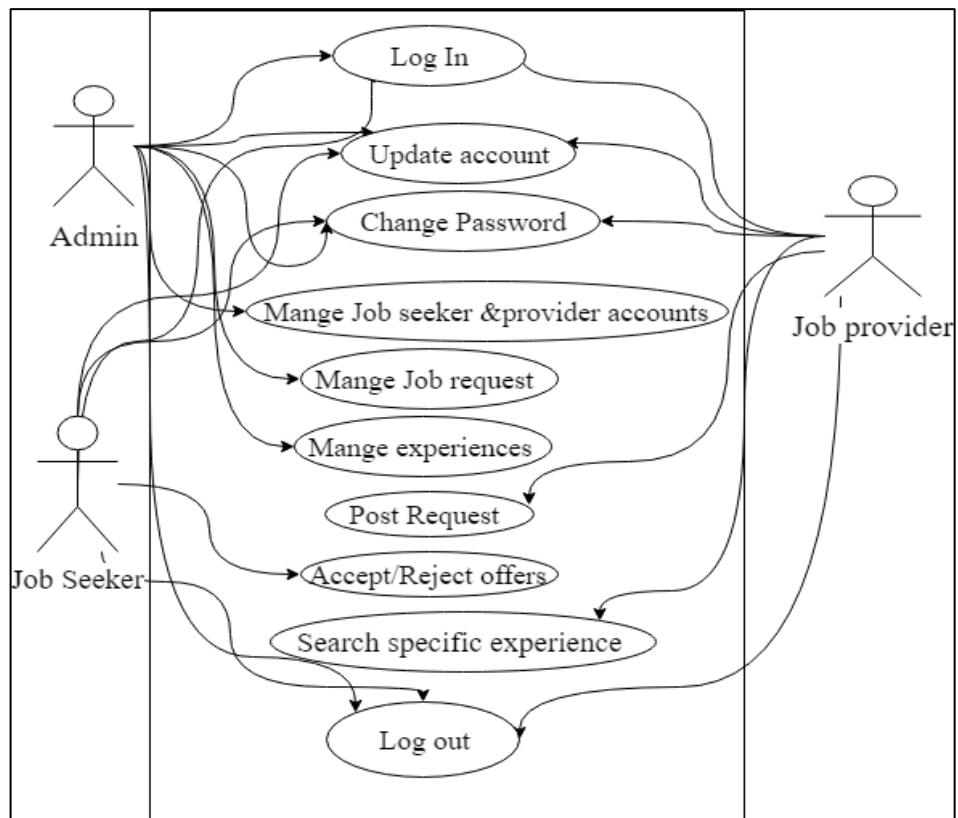 Log In
Update account
Admin
Change Password
Mange Job seeker &provider accounts
Job provider
Mange Job request
Mange experiences
Post Request
Job Seeker
Accept/Reject offers
Search specific experience
Log out